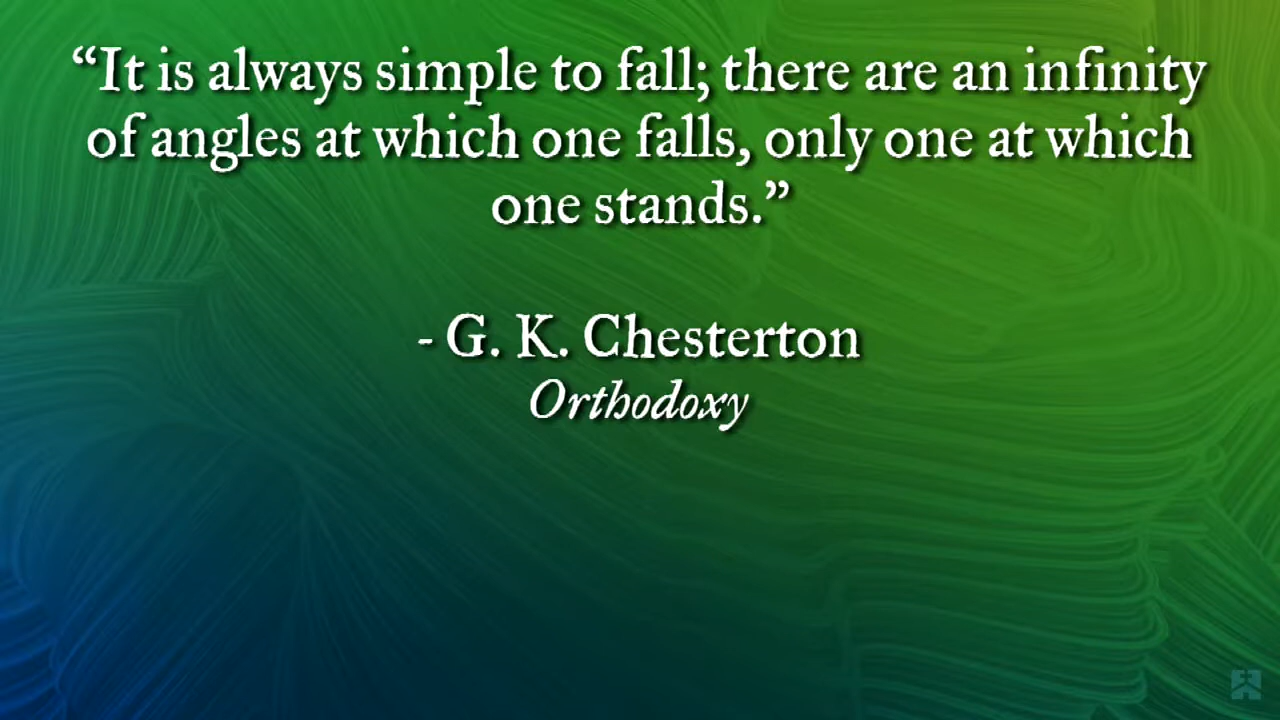 “It is always simple to fall; there are an infinity
of angles at which one falls, only one at which
one stands.”
- G. K. Chesterton
Orthodoxy